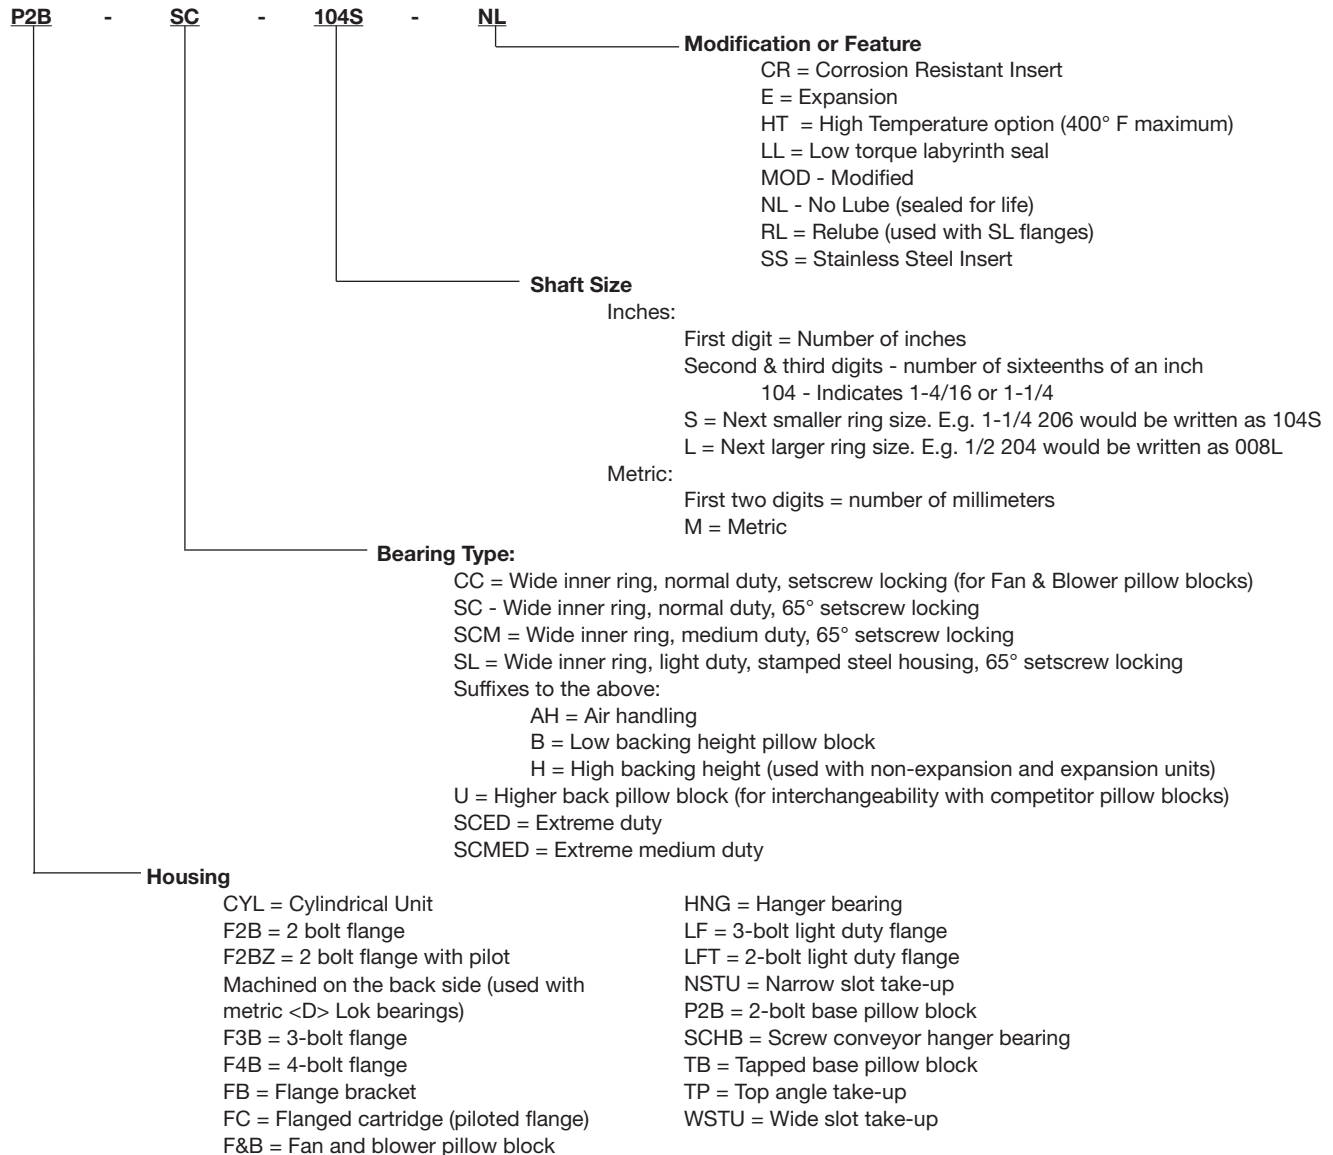 P2B - SC - 104S - NL
Modification or Feature
CR = Corrosion Resistant Insert
E = Expansion
HT = High Temperature option (400° F maximum)
LL = Low torque labyrinth seal
MOD - Modified
NL - No Lube (sealed for life)
RL = Relube (used with SL flanges)
SS = Stainless Steel Insert
Shaft Size
Inches:
First digit = Number of inches
Second & third digits - number of sixteenths of an inch
104 - Indicates 1-4/16 or 1-1/4
S = Next smaller ring size. E.g. 1-1/4 206 would be written as 104S
L = Next larger ring size. E.g. 1/2 204 would be written as 008L
Metric:
First two digits = number of millimeters
M = Metric
Bearing Type:
CC = Wide inner ring, normal duty, setscrew locking (for Fan & Blower pillow blocks)
SC - Wide inner ring, normal duty, 65° setscrew locking
SCM = Wide inner ring, medium duty, 65° setscrew locking
SL = Wide inner ring, light duty, stamped steel housing, 65° setscrew locking
Suffixes to the above:
AH = Air handling
B = Low backing height pillow block
H = High backing height (used with non-expansion and expansion units)
U = Higher back pillow block (for interchangeability with competitor pillow blocks)
SCED = Extreme duty
SCMED = Extreme medium duty
Housing
CYL = Cylindrical Unit
F2B = 2 bolt flange
F2BZ = 2 bolt flange with pilot
Machined on the back side (used with
metric <D> Lok bearings)
F3B = 3-bolt flange
F4B = 4-bolt flange
FB = Flange bracket
FC = Flanged cartridge (piloted flange)
F&B = Fan and blower pillow block
HNG = Hanger bearing
LF = 3-bolt light duty flange
LFT = 2-bolt light duty flange
NSTU = Narrow slot take-up
P2B = 2-bolt base pillow block
SCHB = Screw conveyor hanger bearing
TB = Tapped base pillow block
TP = Top angle take-up
WSTU = Wide slot take-up